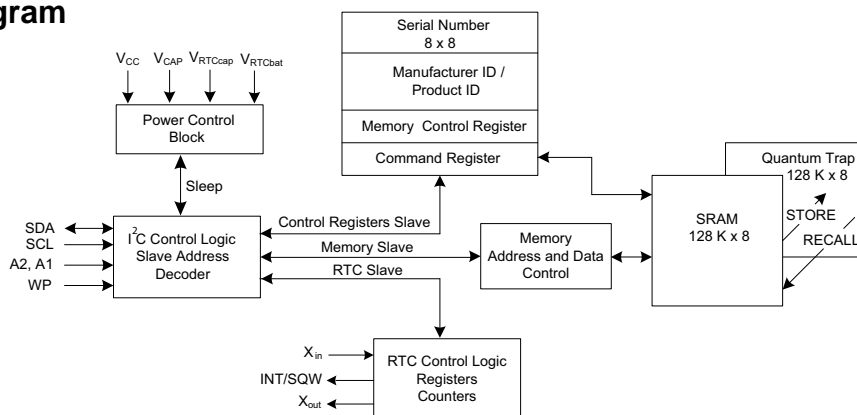 gram
Serial Number
8 x 8
Manufacturer ID /
Product ID
Memory Control Register
Command Register
VCC VCAP VRTCcap VRTCbat
Power Control
Block
Sleep
Quantum Trap
128 K x 8
SRAM
128 K x 8
STORE
RECALL
SDA
SCL
A2, A1
WP
I2C Control Logic
Slave Address
Decoder
Control Registers Slave
Memory Slave
RTC Slave
Memory
Address and Data
Control
Xin
INT/SQW
Xout
RTC Control Logic
Registers
Counters